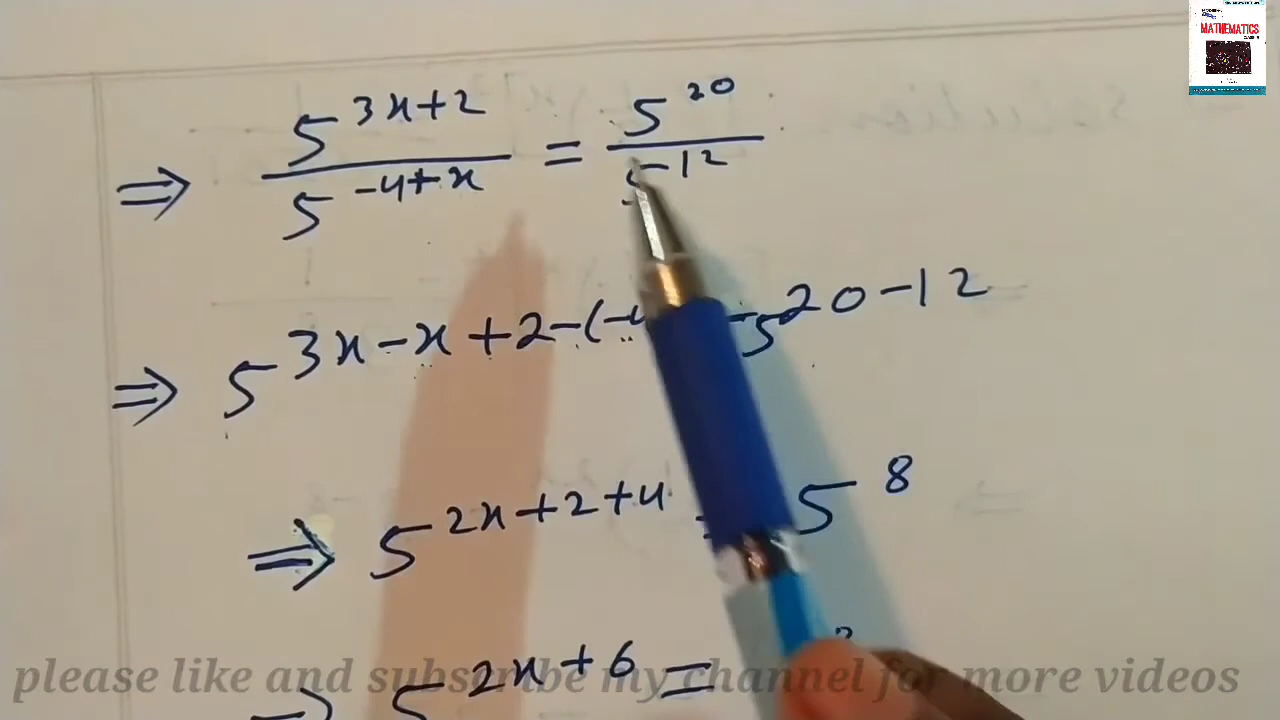 MATHEMATICS
⇒ 5^(3x+2) / 5^(-4+x) = 5^20 / 5^-12
⇒ 5^(3x-x+2-(-4 = 5^(20-12)
⇒ 5^(2x+2+4) = 5^8
⇒ 5^(2x+6) =
please like and subscribe my channel for more videos